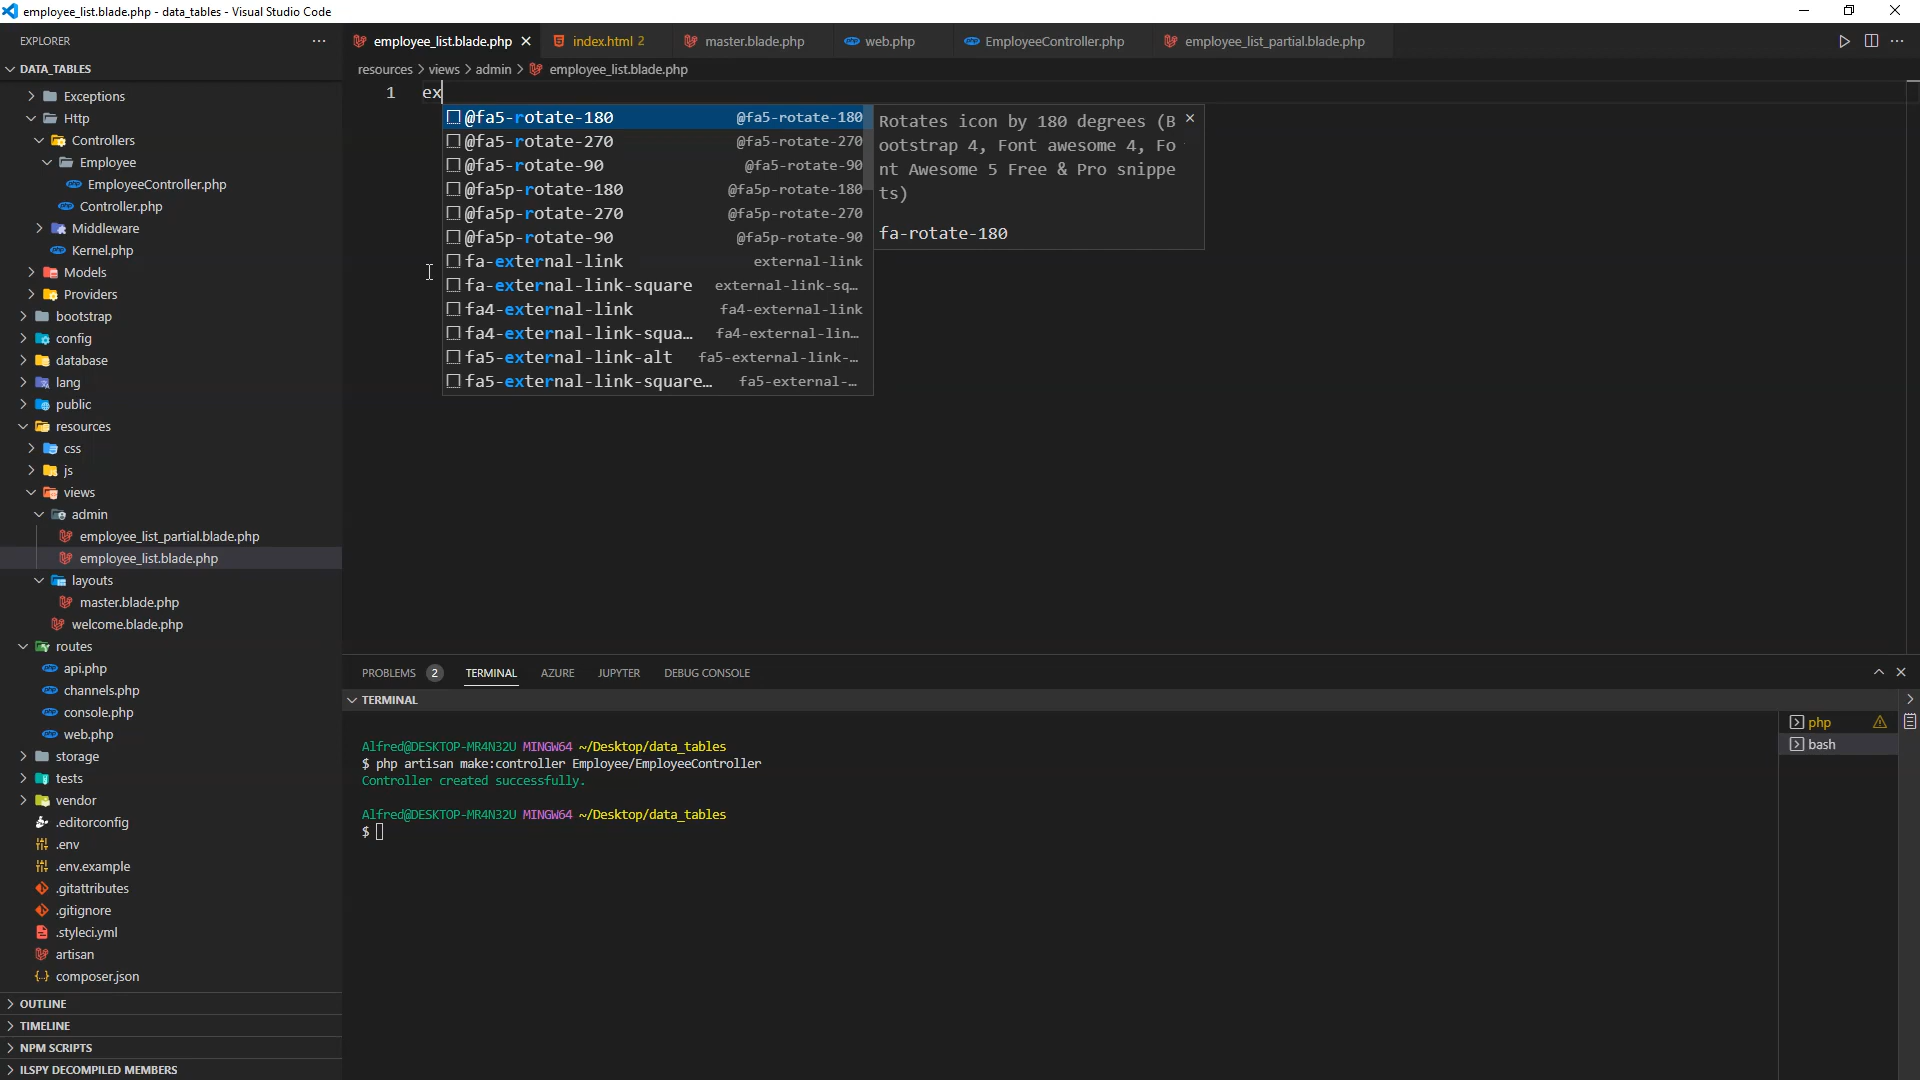 employee_list.blade.php - data_tables - Visual Studio Code
EXPLORER
employee_list.blade.php
index.html 2
master.blade.php
web.php
EmployeeController.php
employee_list_partial.blade.php
DATA_TABLES
resources > views > admin > employee_list.blade.php
Exceptions
Http
Controllers
Employee
EmployeeController.php
Controller.php
Middleware
Kernel.php
Models
Providers
bootstrap
config
database
lang
public
resources
css
js
views
admin
employee_list_partial.blade.php
employee_list.blade.php
layouts
master.blade.php
welcome.blade.php
routes
api.php
channels.php
console.php
web.php
storage
tests
vendor
.editorconfig
.env
.env.example
.gitattributes
.gitignore
.styleci.yml
artisan
composer.json
OUTLINE
TIMELINE
NPM SCRIPTS
ILSPY DECOMPILED MEMBERS
1 ex
@fa5-rotate-180 @fa5-rotate-180
@fa5-rotate-270 @fa5-rotate-270
@fa5-rotate-90 @fa5-rotate-90
@fa5p-rotate-180 @fa5p-rotate-180
@fa5p-rotate-270 @fa5p-rotate-270
@fa5p-rotate-90 @fa5p-rotate-90
fa-external-link external-link
fa-external-link-square external-link-sq…
fa4-external-link fa4-external-link
fa4-external-link-squa… fa4-external-lin…
fa5-external-link-alt fa5-external-link-…
fa5-external-link-square… fa5-external-…
Rotates icon by 180 degrees (B
ootstrap 4, Font awesome 4, Fo
nt Awesome 5 Free & Pro snippe
ts)
fa-rotate-180
PROBLEMS 2 TERMINAL AZURE JUPYTER DEBUG CONSOLE
TERMINAL
Alfred@DESKTOP-MR4N32U MINGW64 ~/Desktop/data_tables
$ php artisan make:controller Employee/EmployeeController
Controller created successfully.
Alfred@DESKTOP-MR4N32U MINGW64 ~/Desktop/data_tables
$
php
bash